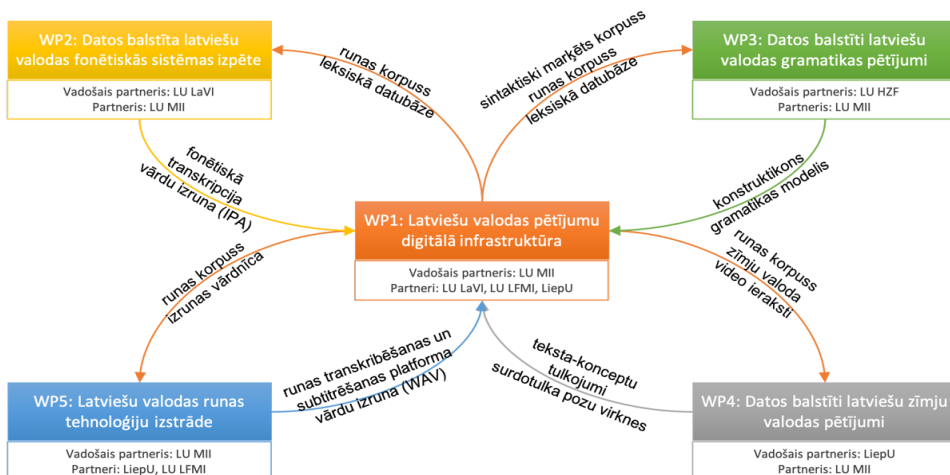 WP2: Datos balstīta latviešu
valodas fonētiskās sistēmas izpēte
Vadošais partneris: LU LaVI
Partneris: LU MII
runas korpuss
leksiskā datubāze
sintaktiski marķēts korpuss
runas korpuss
leksiskā datubāze
WP3: Datos balstīti latviešu
valodas gramatikas pētījumi
Vadošais partneris: LU HZF
Partneris: LU MII
fonētiskā
transkripcija
vārdu izruna (IPA)
konstruktikons
gramatikas modelis
WP1: Latviešu valodas pētījumu
digitālā infrastruktūra
Vadošais partneris: LU MII
Partneri: LU LaVI, LU LFMI, LiepU
runas korpuss
izrunas vārdnīca
runas korpuss
zīmju valoda
video ieraksti
runas transkribēšanas un
subtitrēšanas platforma
vārdu izruna (WAV)
teksta-konceptu
tulkojumi
surdotulka pozu virknes
WP5: Latviešu valodas runas
tehnoloģiju izstrāde
Vadošais partneris: LU MII
Partneri: LiepU, LU LFMI
WP4: Datos balstīti latviešu zīmju
valodas pētījumi
Vadošais partneris: LiepU
Partneris: LU MII